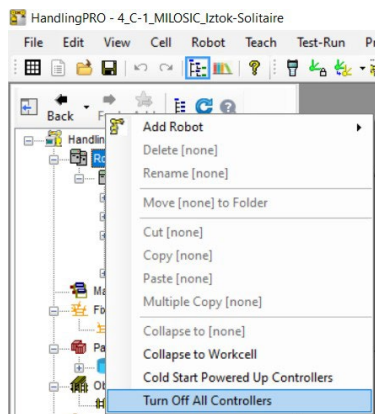 HandlingPRO - 4_C-1_MILOSIC_Iztok-Solitaire
File Edit View Cell Robot Teach Test-Run
Back
Handlin
Add Robot
Delete [none]
Rename [none]
Move [none] to Folder
Cut [none]
Copy [none]
Paste [none]
Multiple Copy [none]
Collapse to [none]
Collapse to Workcell
Cold Start Powered Up Controllers
Turn Off All Controllers